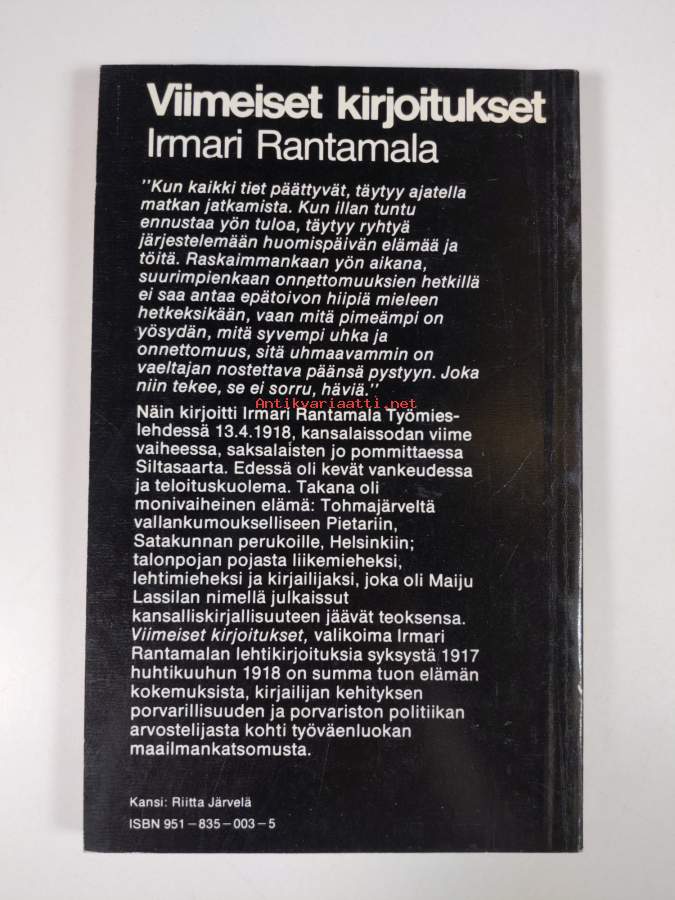 Viimeiset kirjoitukset
Irmari Rantamala
"Kun kaikki tiet päättyvät, täytyy ajatella
matkan jatkamista. Kun illan tuntu
ennustaa yön tuloa, täytyy ryhtyä
järjestelemään huomispäivän elämää ja
töitä. Raskaimmankaan yön aikana,
suurimpienkaan onnettomuuksien hetkillä
ei saa antaa epätoivon hiipiä mieleen
hetkeksikään, vaan mitä pimeämpi on
yösydän, mitä syvempi uhka ja
onnettomuus, sitä uhmaavammin on
vaeltajan nostettava päänsä pystyyn. Joka
niin tekee, se ei sorru, häviä."
Antikvariaatti.net
Näin kirjoitti Irmari Rantamala Työmies-
lehdessä 13.4.1918, kansalaissodan viime
vaiheessa, saksalaisten jo pommittaessa
Siltasaarta. Edessä oli kevät vankeudessa
ja teloituskuolema. Takana oli
monivaiheinen elämä: Tohmajärveltä
vallankumoukselliseen Pietariin,
Satakunnan perukoille, Helsinkiin;
talonpojan pojasta liikemieheksi,
lehtimieheksi ja kirjailijaksi, joka oli Maiju
Lassilan nimellä julkaissut
kansalliskirjallisuuteen jäävät teoksensa.
Viimeiset kirjoitukset, valikoima Irmari
Rantamalan lehtikirjoituksia syksystä 1917
huhtikuuhun 1918 on summa tuon elämän
kokemuksista, kirjailijan kehityksen
porvarillisuuden ja porvariston politiikan
arvostelijasta kohti työväenluokan
maailmankatsomusta.
Kansi: Riitta Järvelä
ISBN 951-835-003-5